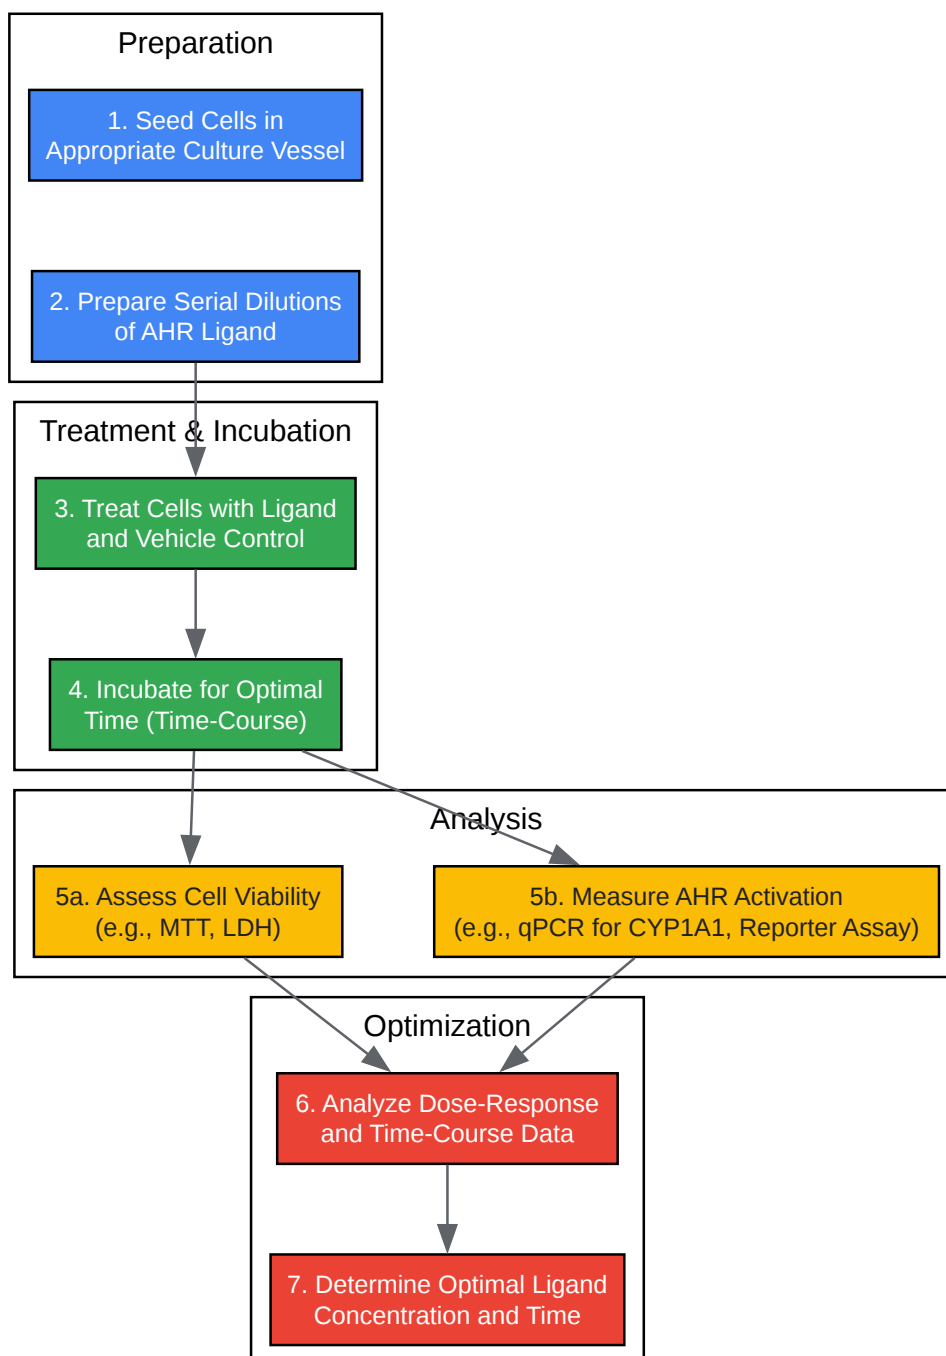 Preparation
1. Seed Cells in
Appropriate Culture Vessel
2. Prepare Serial Dilutions
of AHR Ligand
Treatment & Incubation
3. Treat Cells with Ligand
and Vehicle Control
4. Incubate for Optimal
Time (Time-Course)
Analysis
5a. Assess Cell Viability
(e.g., MTT, LDH)
5b. Measure AHR Activation
(e.g., qPCR for CYP1A1, Reporter Assay)
Optimization
6. Analyze Dose-Response
and Time-Course Data
7. Determine Optimal Ligand
Concentration and Time